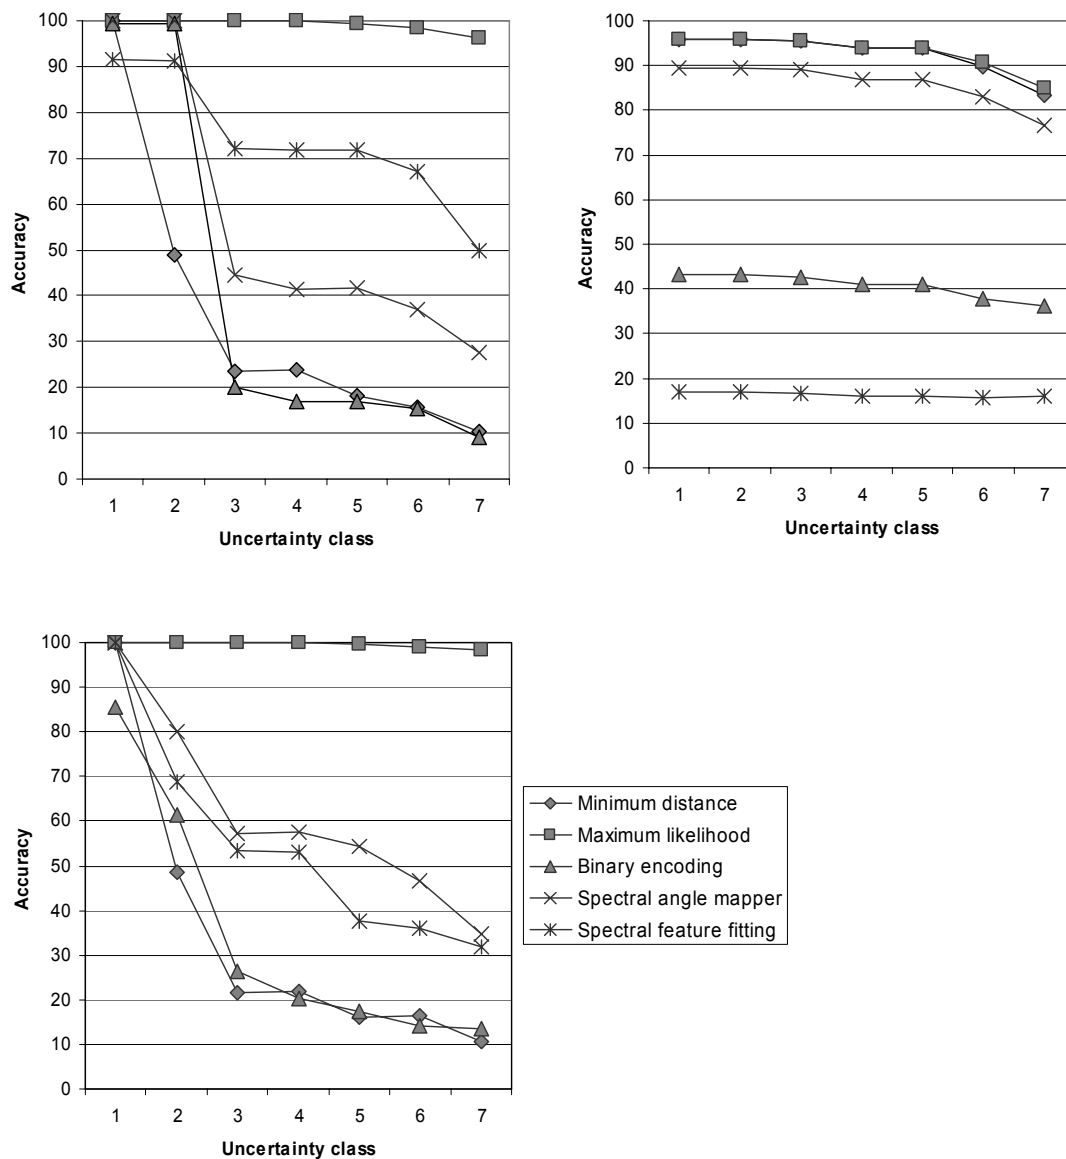 100
90
80
70
60
50
40
30
20
10
0
Accuracy
1 2 3 4 5 6 7
Uncertainty class
100
90
80
70
60
50
40
30
20
10
0
Accuracy
1 2 3 4 5 6 7
Uncertainty class
100
90
80
70
60
50
40
30
20
10
0
Accuracy
1 2 3 4 5 6 7
Uncertainty class
Minimum distance
Maximum likelihood
Binary encoding
Spectral angle mapper
Spectral feature fitting